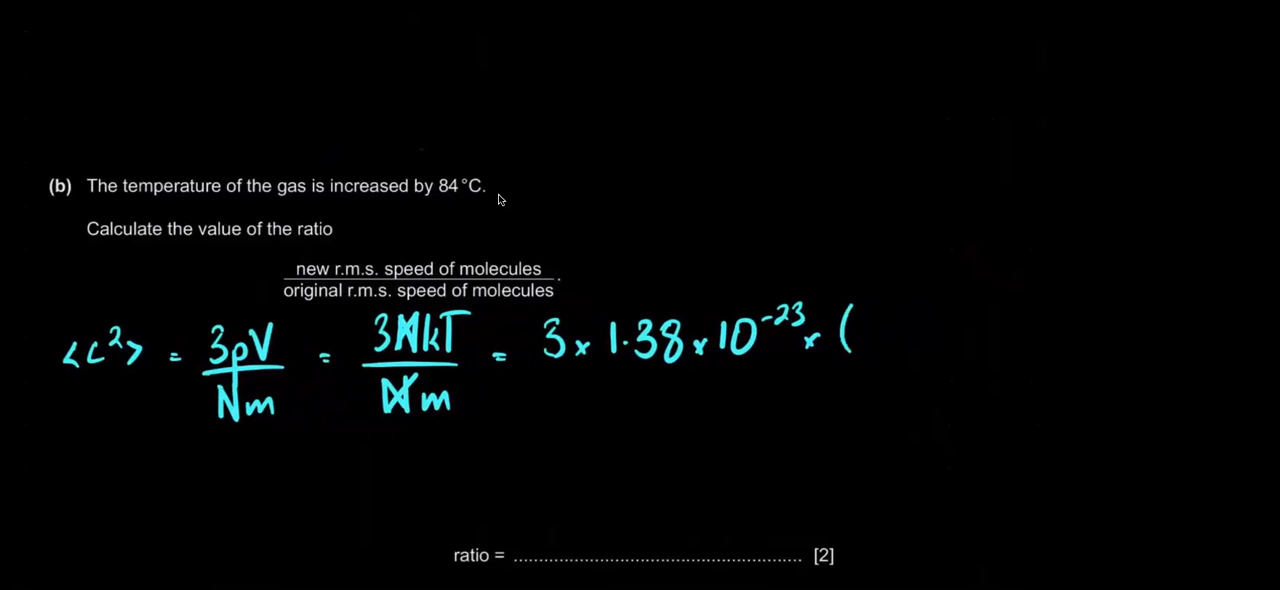 (b) The temperature of the gas is increased by 84 °C.
Calculate the value of the ratio
new r.m.s. speed of molecules
original r.m.s. speed of molecules.
<c²> = 3pV / Nm = 3NkT / Nm = 3 × 1.38 × 10⁻²³ × (
ratio = ........................................................ [2]